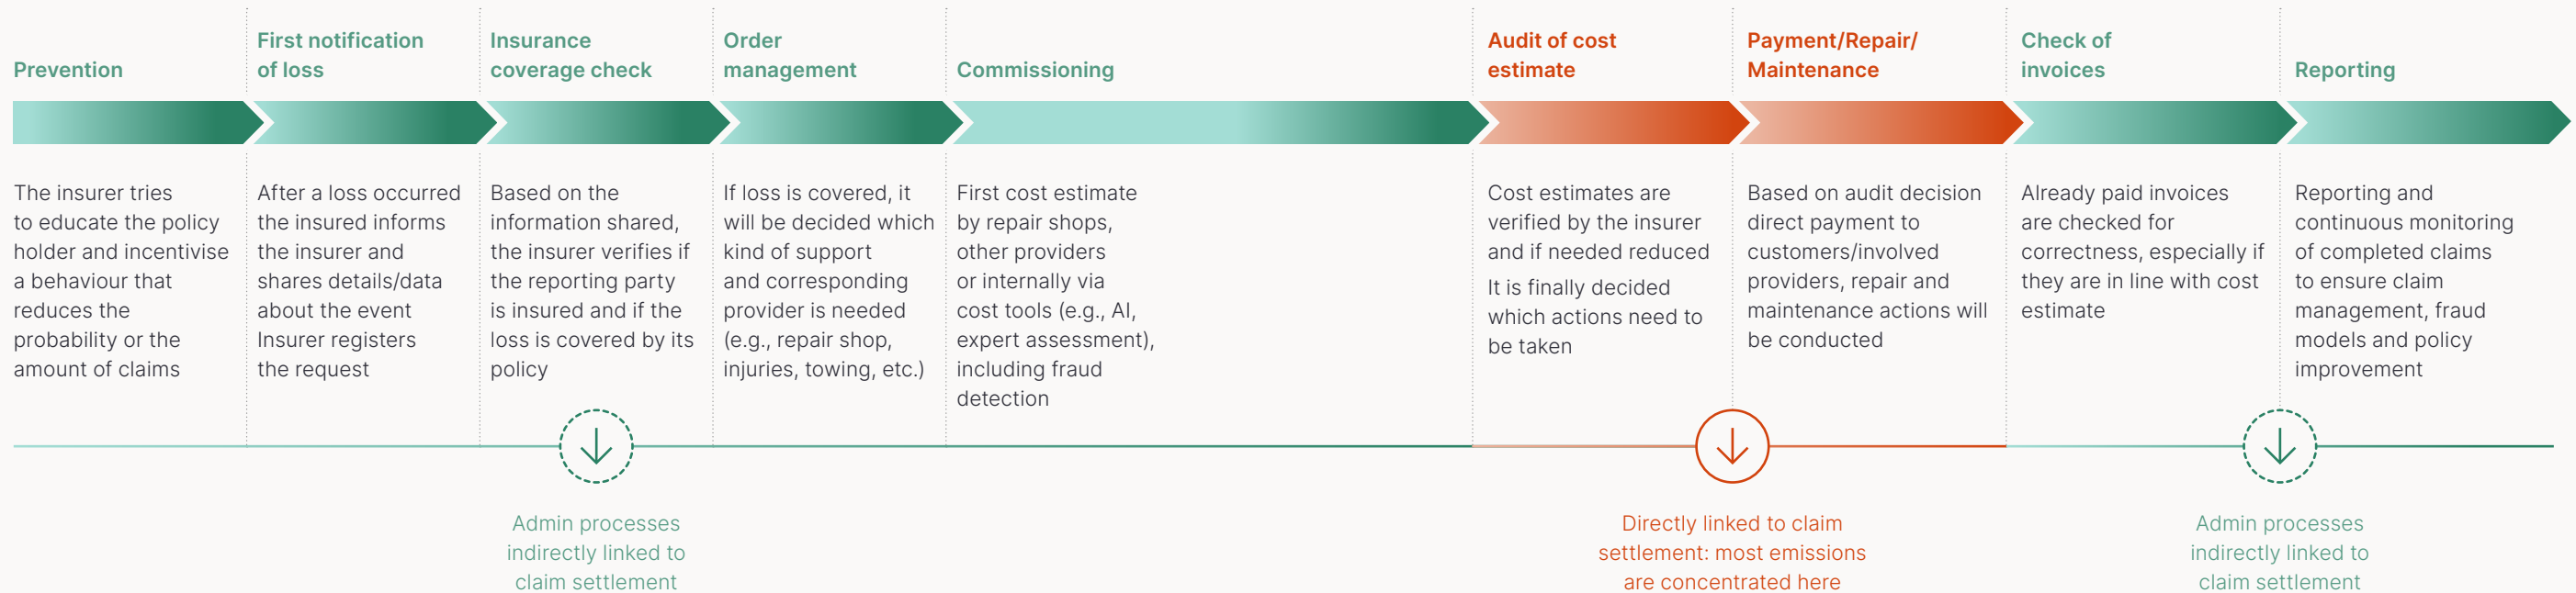 Prevention
First notification
of loss
Insurance
coverage check
Order
management
Commissioning
Audit of cost
estimate
Payment/Repair/
Maintenance
Check of
invoices
Reporting
The insurer tries
to educate the policy
holder and incentivise
a behaviour that
reduces the
probability or the
amount of claims
After a loss occurred
the insured informs
the insurer and
shares details/data
about the event
Insurer registers
the request
Based on the
information shared,
the insurer verifies if
the reporting party
is insured and if the
loss is covered by its
policy
If loss is covered, it
will be decided which
kind of support
and corresponding
provider is needed
(e.g., repair shop,
injuries, towing, etc.)
First cost estimate
by repair shops,
other providers
or internally via
cost tools (e.g., AI,
expert assessment),
including fraud
detection
Cost estimates are
verified by the insurer
and if needed reduced
It is finally decided
which actions need to
be taken
Based on audit decision
direct payment to
customers/involved
providers, repair and
maintenance actions will
be conducted
Already paid invoices
are checked for
correctness, especially if
they are in line with cost
estimate
Reporting and
continuous monitoring
of completed claims
to ensure claim
management, fraud
models and policy
improvement
Admin processes
indirectly linked to
claim settlement
Directly linked to claim
settlement: most emissions
are concentrated here
Admin processes
indirectly linked to
claim settlement